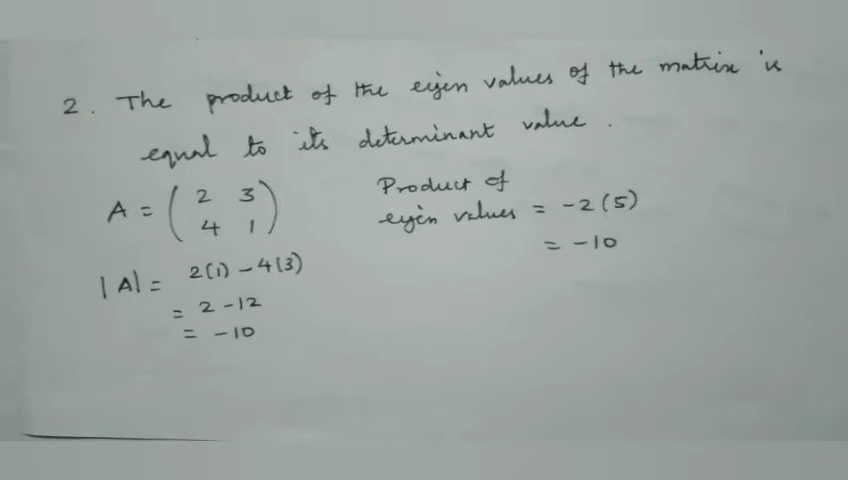 2. The product of the eigen values of the matrix is
equal to its determinant value.
A = ( 2 3
4 1 )
|A| = 2(1) - 4(3)
= 2 - 12
= -10
Product of
eigen values = -2(5)
= -10